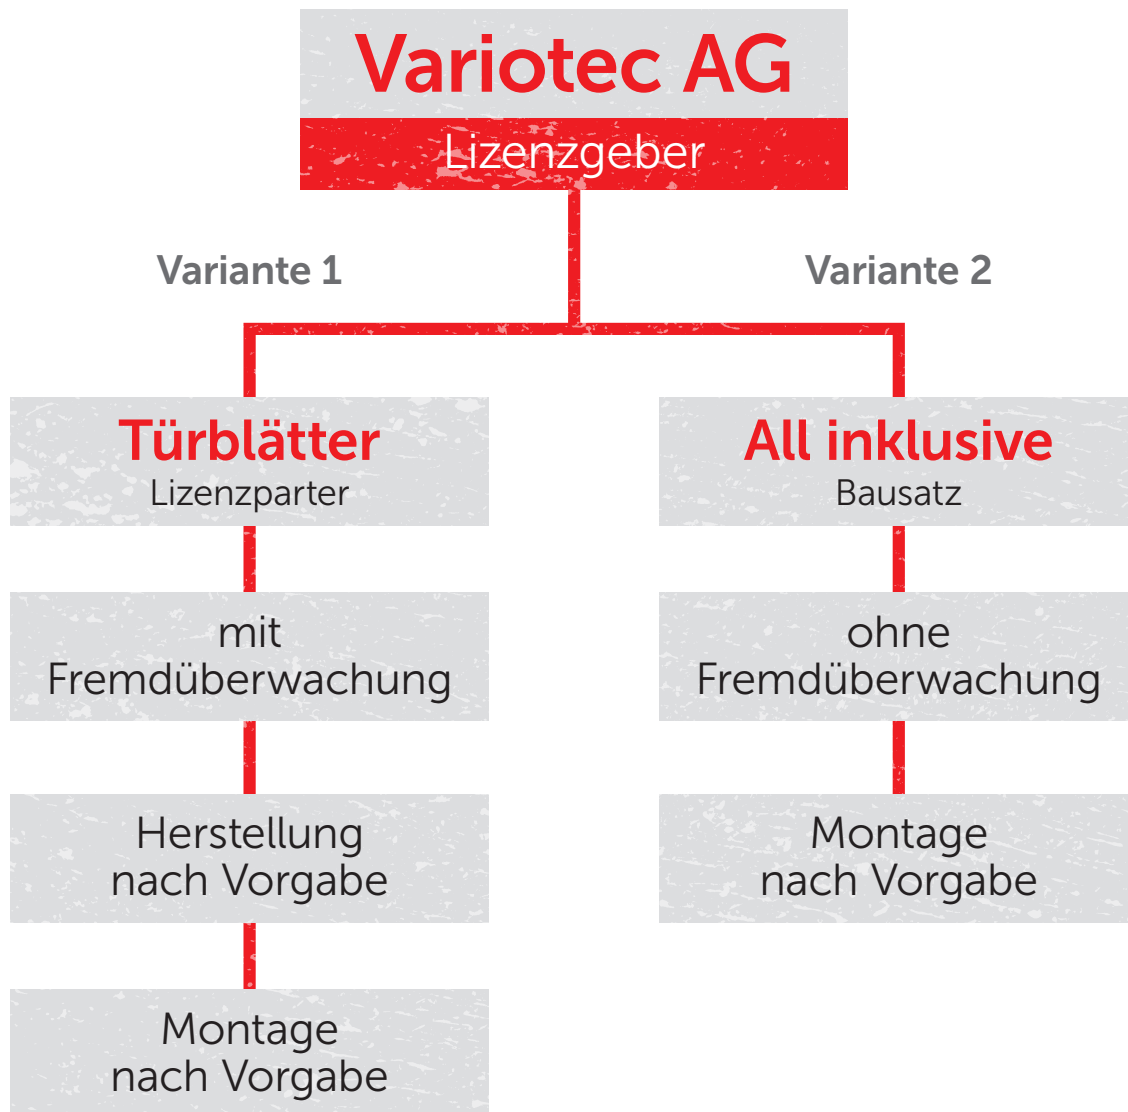 Variotec AG
Lizenzgeber
Variante 1
Variante 2
Türblätter
Lizenzparter
All inklusive
Bausatz
mit
Fremdüberwachung
ohne
Fremdüberwachung
Herstellung
nach Vorgabe
Montage
nach Vorgabe
Montage
nach Vorgabe